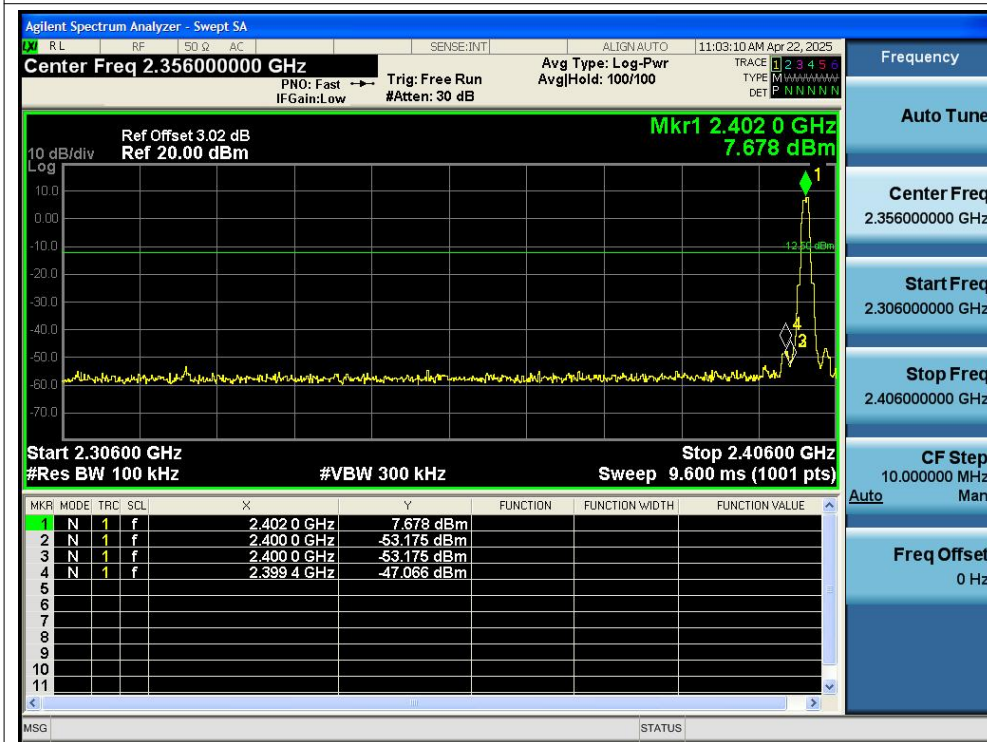 Agilent Spectrum Analyzer - Swept SA
LXI RL RF 50 Ω AC SENSE:INT ALIGN AUTO 11:03:10 AM Apr 22, 2025
Center Freq 2.356000000 GHz
PNO: Fast
IFGain:Low
Trig: Free Run
#Atten: 30 dB
Avg Type: Log-Pwr
Avg|Hold: 100/100
TRACE 1 2 3 4 5 6
TYPE M
DET P N N N N N
Ref Offset 3.02 dB
10 dB/div Ref 20.00 dBm
Log
Mkr1 2.402 0 GHz
7.678 dBm
10.0
0.00
-10.0
-20.0
-30.0
-40.0
-50.0
-60.0
-70.0
1
4
3
Start 2.30600 GHz Stop 2.40600 GHz
#Res BW 100 kHz #VBW 300 kHz Sweep 9.600 ms (1001 pts)
MKR MODE TRC SCL X Y FUNCTION FUNCTION WIDTH FUNCTION VALUE
1 N 1 f 2.402 0 GHz 7.678 dBm
2 N 1 f 2.400 0 GHz -53.175 dBm
3 N 1 f 2.400 0 GHz -53.175 dBm
4 N 1 f 2.399 4 GHz -47.066 dBm
5
6
7
8
9
10
11
MSG STATUS
Frequency
Auto Tune
Center Freq
2.356000000 GHz
Start Freq
2.306000000 GHz
Stop Freq
2.406000000 GHz
CF Step
10.000000 MHz
Auto Man
Freq Offset
0 Hz